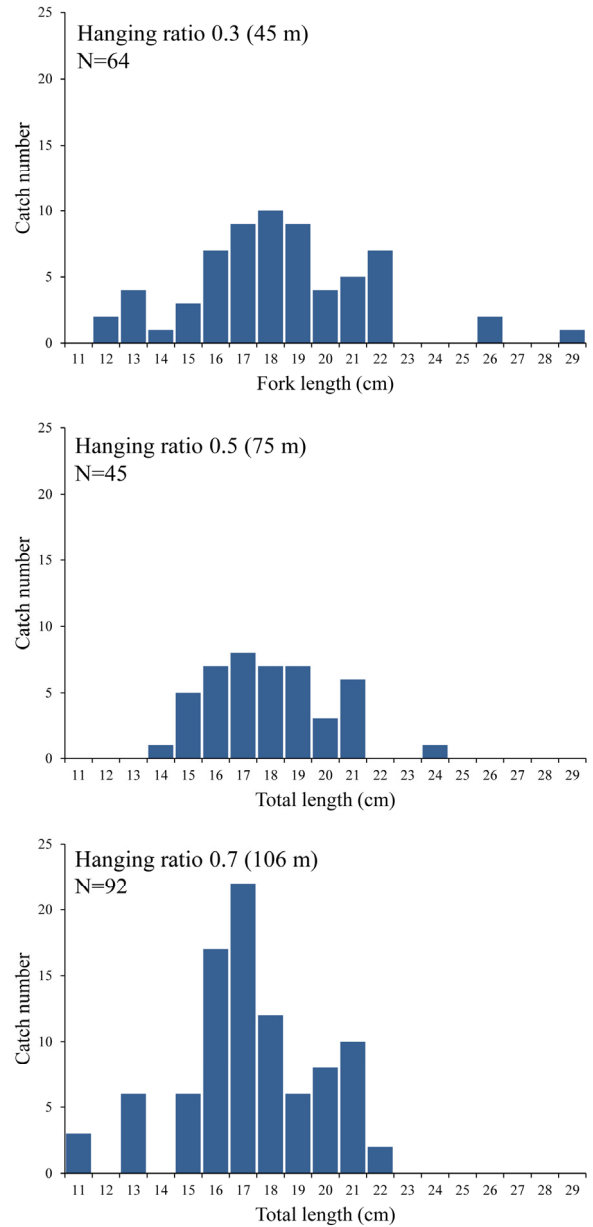 Hanging ratio 0.3 (45 m)
N=64
25
20
15
10
5
0
Catch number
11 12 13 14 15 16 17 18 19 20 21 22 23 24 25 26 27 28 29
Fork length (cm)
Hanging ratio 0.5 (75 m)
N=45
25
20
15
10
5
0
Catch number
11 12 13 14 15 16 17 18 19 20 21 22 23 24 25 26 27 28 29
Total length (cm)
Hanging ratio 0.7 (106 m)
N=92
25
20
15
10
5
0
Catch number
11 12 13 14 15 16 17 18 19 20 21 22 23 24 25 26 27 28 29
Total length (cm)